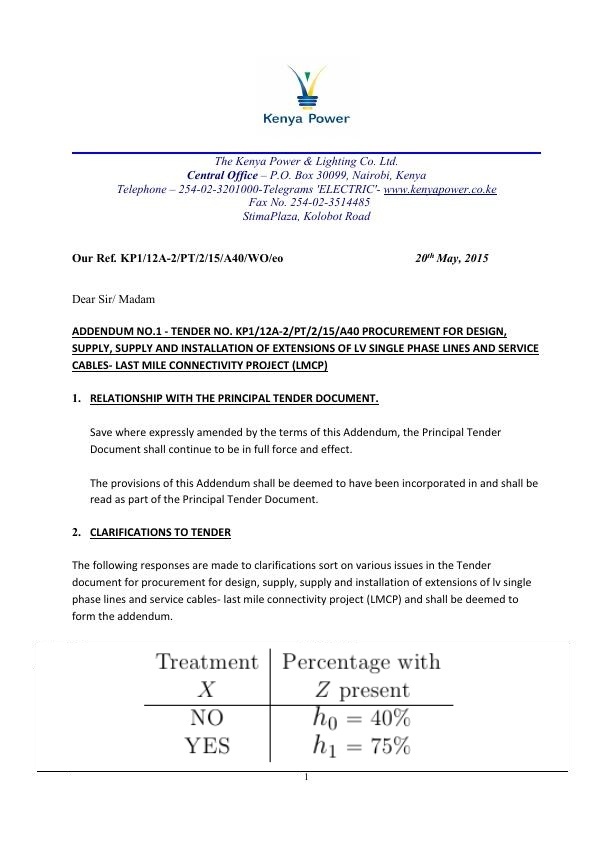 Kenya Power
The Kenya Power & Lighting Co. Ltd.
Central Office – P.O. Box 30099, Nairobi, Kenya
Telephone – 254-02-3201000-Telegrams 'ELECTRIC'- www.kenyapower.co.ke
Fax No. 254-02-3514485
StimaPlaza, Kolobot Road
Our Ref. KP1/12A-2/PT/2/15/A40/WO/eo 20th May, 2015
Dear Sir/ Madam
ADDENDUM NO.1 - TENDER NO. KP1/12A-2/PT/2/15/A40 PROCUREMENT FOR DESIGN,
SUPPLY, SUPPLY AND INSTALLATION OF EXTENSIONS OF LV SINGLE PHASE LINES AND SERVICE
CABLES- LAST MILE CONNECTIVITY PROJECT (LMCP)
1. RELATIONSHIP WITH THE PRINCIPAL TENDER DOCUMENT.
Save where expressly amended by the terms of this Addendum, the Principal Tender
Document shall continue to be in full force and effect.
The provisions of this Addendum shall be deemed to have been incorporated in and shall be
read as part of the Principal Tender Document.
2. CLARIFICATIONS TO TENDER
The following responses are made to clarifications sort on various issues in the Tender
document for procurement for design, supply, supply and installation of extensions of lv single
phase lines and service cables- last mile connectivity project (LMCP) and shall be deemed to
form the addendum.
Treatment Percentage with
X Z present
NO h₀ = 40%
YES h₁ = 75%
1